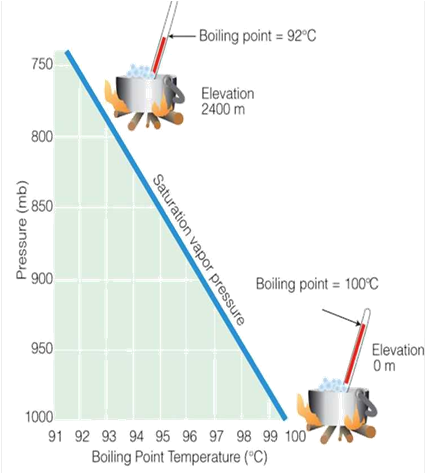 Boiling point = 92°C
750
Elevation
2400 m
800
850
Saturation vapor pressure
Pressure (mb)
900
Boiling point = 100°C
950
Elevation
0 m
1000
91 92 93 94 95 96 97 98 99 100
Boiling Point Temperature (°C)